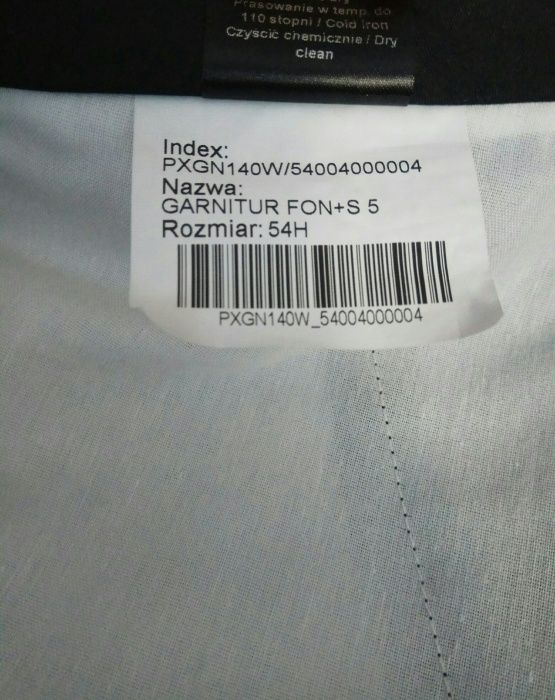 Prasowanie w temp. do
110 stopni / Cold Iron
Czyścić chemicznie / Dry
clean
Index:
PXGN140W/54004000004
Nazwa:
GARNITUR FON+S 5
Rozmiar: 54H
PXGN140W_54004000004